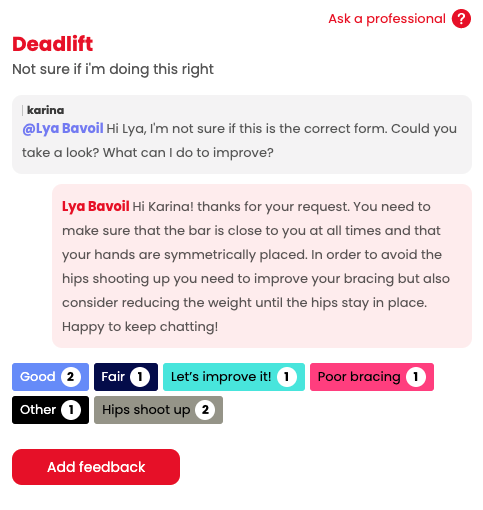 Ask a professional ?
Deadlift
Not sure if i'm doing this right
karina
@Lya Bavoil Hi Lya, I'm not sure if this is the correct form. Could you
take a look? What can I do to improve?
Lya Bavoil Hi Karina! thanks for your request. You need to
make sure that the bar is close to you at all times and that
your hands are symmetrically placed. In order to avoid the
hips shooting up you need to improve your bracing but also
consider reducing the weight until the hips stay in place.
Happy to keep chatting!
Good 2 Fair 1 Let’s improve it! 1 Poor bracing 1
Other 1 Hips shoot up 2
Add feedback